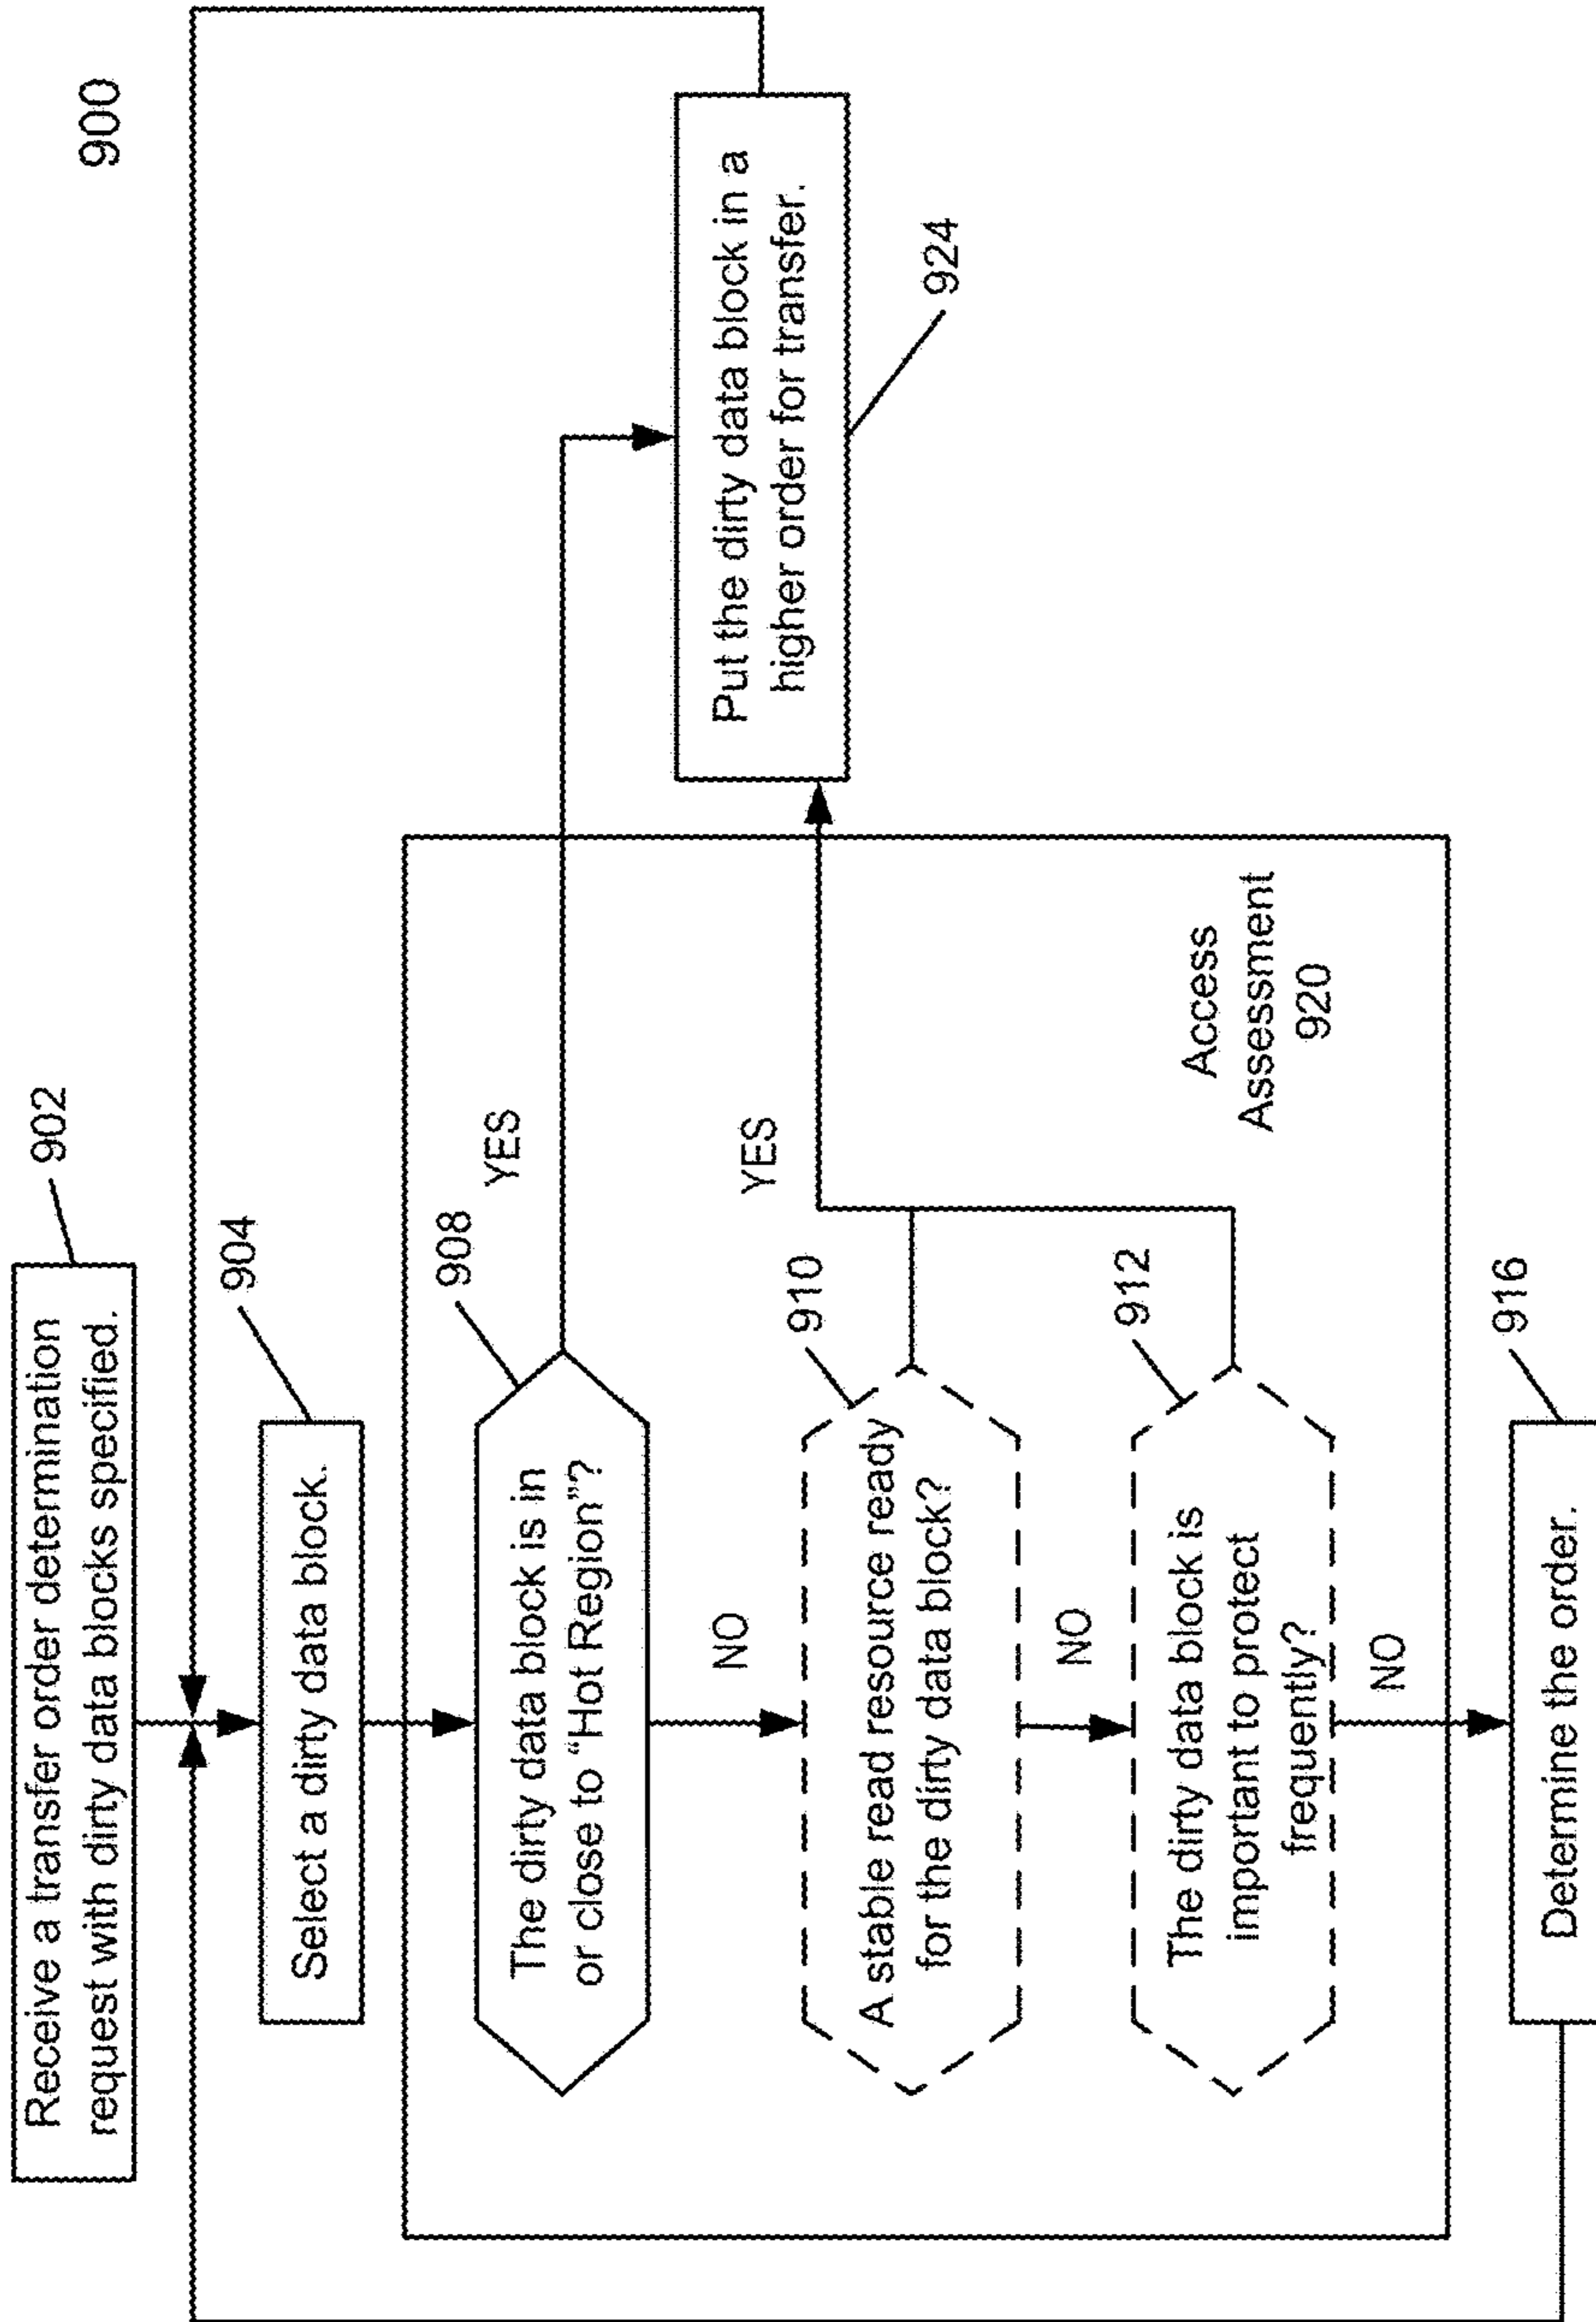 900
Receive a transfer order determination
request with dirty data blocks specified.
902
Select a dirty data block.
904
The dirty data block is in
or close to “Hot Region”?
908
YES
NO
A stable read resource ready
for the dirty data block?
910
YES
NO
The dirty data block is
important to protect
frequently?
912
NO
Access
Assessment
920
Put the dirty data block in a
higher order for transfer.
924
Determine the order.
916